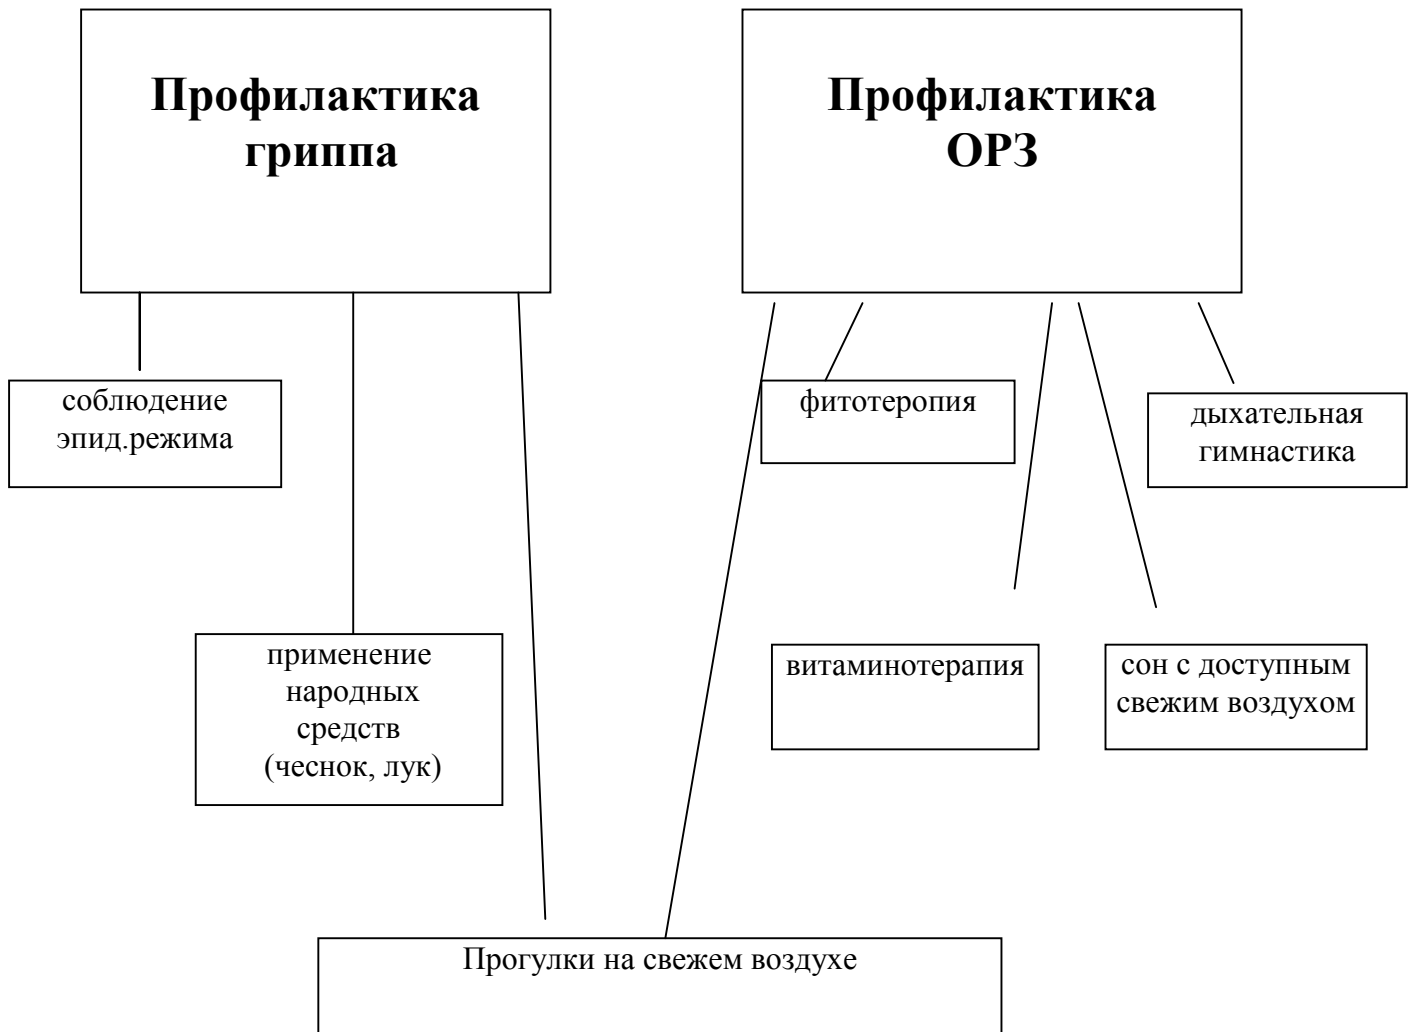 Профилактика
гриппа
Профилактика
ОРЗ
соблюдение
эпид.режима
фитотеропия
дыхательная
гимнастика
применение
народных
средств
(чеснок, лук)
витаминотерапия
сон с доступным
свежим воздухом
Прогулки на свежем воздухе